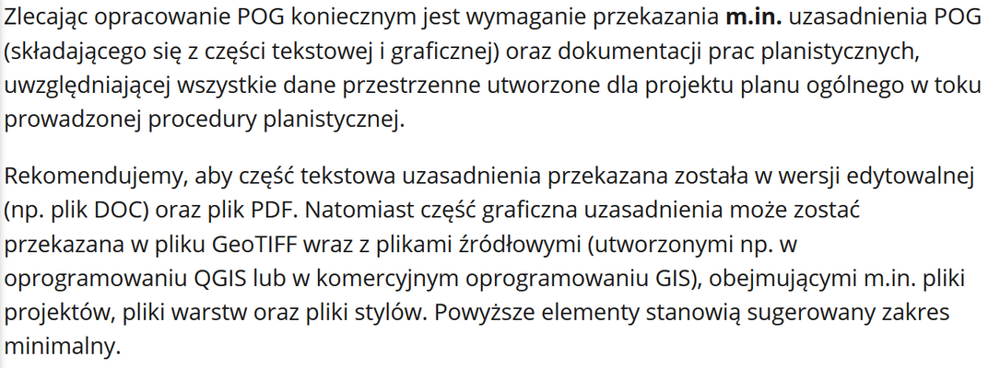 Zlecając opracowanie POG koniecznym jest wymaganie przekazania m.in. uzasadnienia POG
(składającego się z części tekstowej i graficznej) oraz dokumentacji prac planistycznych,
uwzględniającej wszystkie dane przestrzenne utworzone dla projektu planu ogólnego w toku
prowadzonej procedury planistycznej.
Rekomendujemy, aby część tekstowa uzasadnienia przekazana została w wersji edytowalnej
(np. plik DOC) oraz plik PDF. Natomiast część graficzna uzasadnienia może zostać
przekazana w pliku GeoTIFF wraz z plikami źródłowymi (utworzonymi np. w
oprogramowaniu QGIS lub w komercyjnym oprogramowaniu GIS), obejmującymi m.in. pliki
projektów, pliki warstw oraz pliki stylów. Powyższe elementy stanowią sugerowany zakres
minimalny.